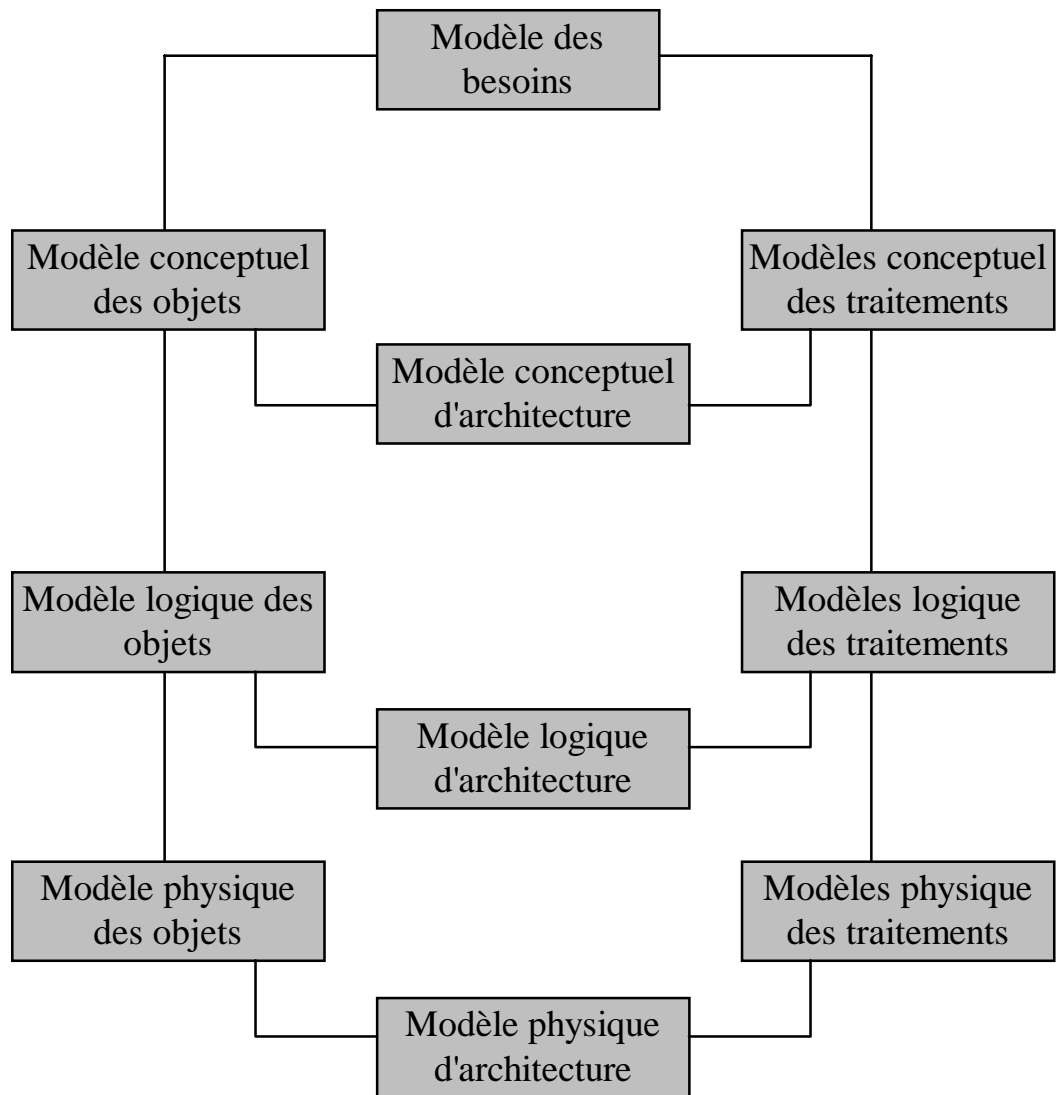 Modèle des
besoins
Modèle conceptuel
des objets
Modèles conceptuel
des traitements
Modèle conceptuel
d'architecture
Modèle logique des
objets
Modèles logique
des traitements
Modèle logique
d'architecture
Modèle physique
des objets
Modèles physique
des traitements
Modèle physique
d'architecture